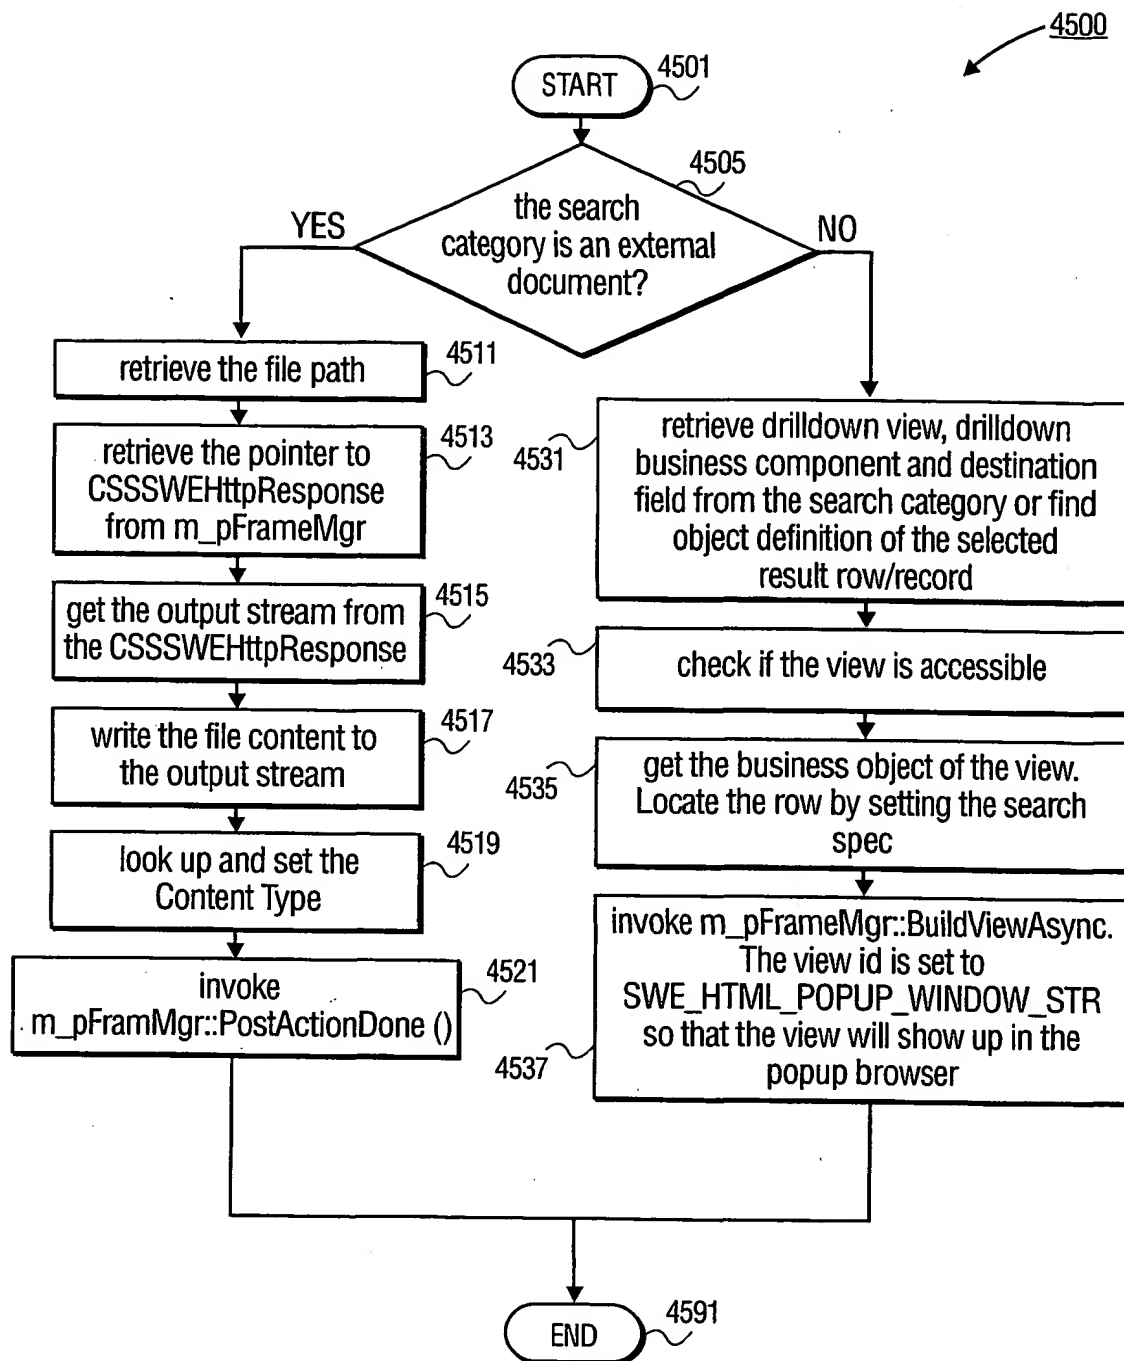 4500
START
4501
4505
the search
category is an external
document?
YES
NO
retrieve the file path
4511
retrieve the pointer to
CSSSWEHttpResponse
from m_pFrameMgr
4513
get the output stream from
the CSSSWEHttpResponse
4515
write the file content to
the output stream
4517
look up and set the
Content Type
4519
invoke
m_pFramMgr::PostActionDone ()
4521
4531
retrieve drilldown view, drilldown
business component and destination
field from the search category or find
object definition of the selected
result row/record
4533
check if the view is accessible
4535
get the business object of the view.
Locate the row by setting the search
spec
4537
invoke m_pFrameMgr::BuildViewAsync.
The view id is set to
SWE_HTML_POPUP_WINDOW_STR
so that the view will show up in the
popup browser
END
4591